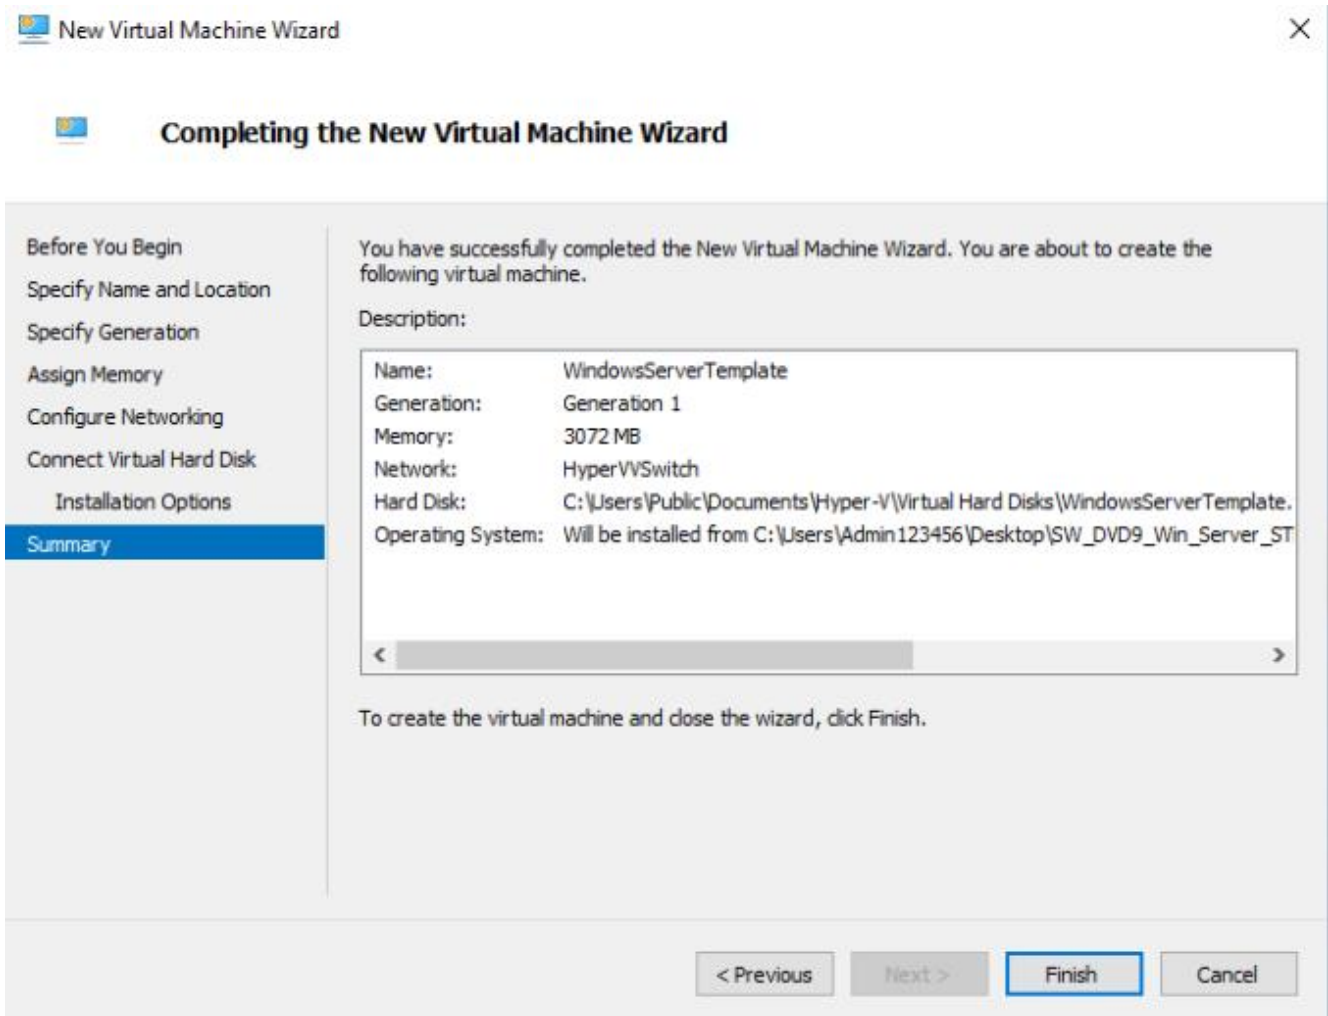 New Virtual Machine Wizard
Completing the New Virtual Machine Wizard
Before You Begin
Specify Name and Location
Specify Generation
Assign Memory
Configure Networking
Connect Virtual Hard Disk
Installation Options
Summary
You have successfully completed the New Virtual Machine Wizard. You are about to create the
following virtual machine.
Description:
Name: WindowsServerTemplate
Generation: Generation 1
Memory: 3072 MB
Network: HyperVVSwitch
Hard Disk: C:\Users\Public\Documents\Hyper-V\Virtual Hard Disks\WindowsServerTemplate.
Operating System: Will be installed from C:\Users\Admin123456\Desktop\SW_DVD9_Win_Server_ST
To create the virtual machine and close the wizard, click Finish.
< Previous Next > Finish Cancel